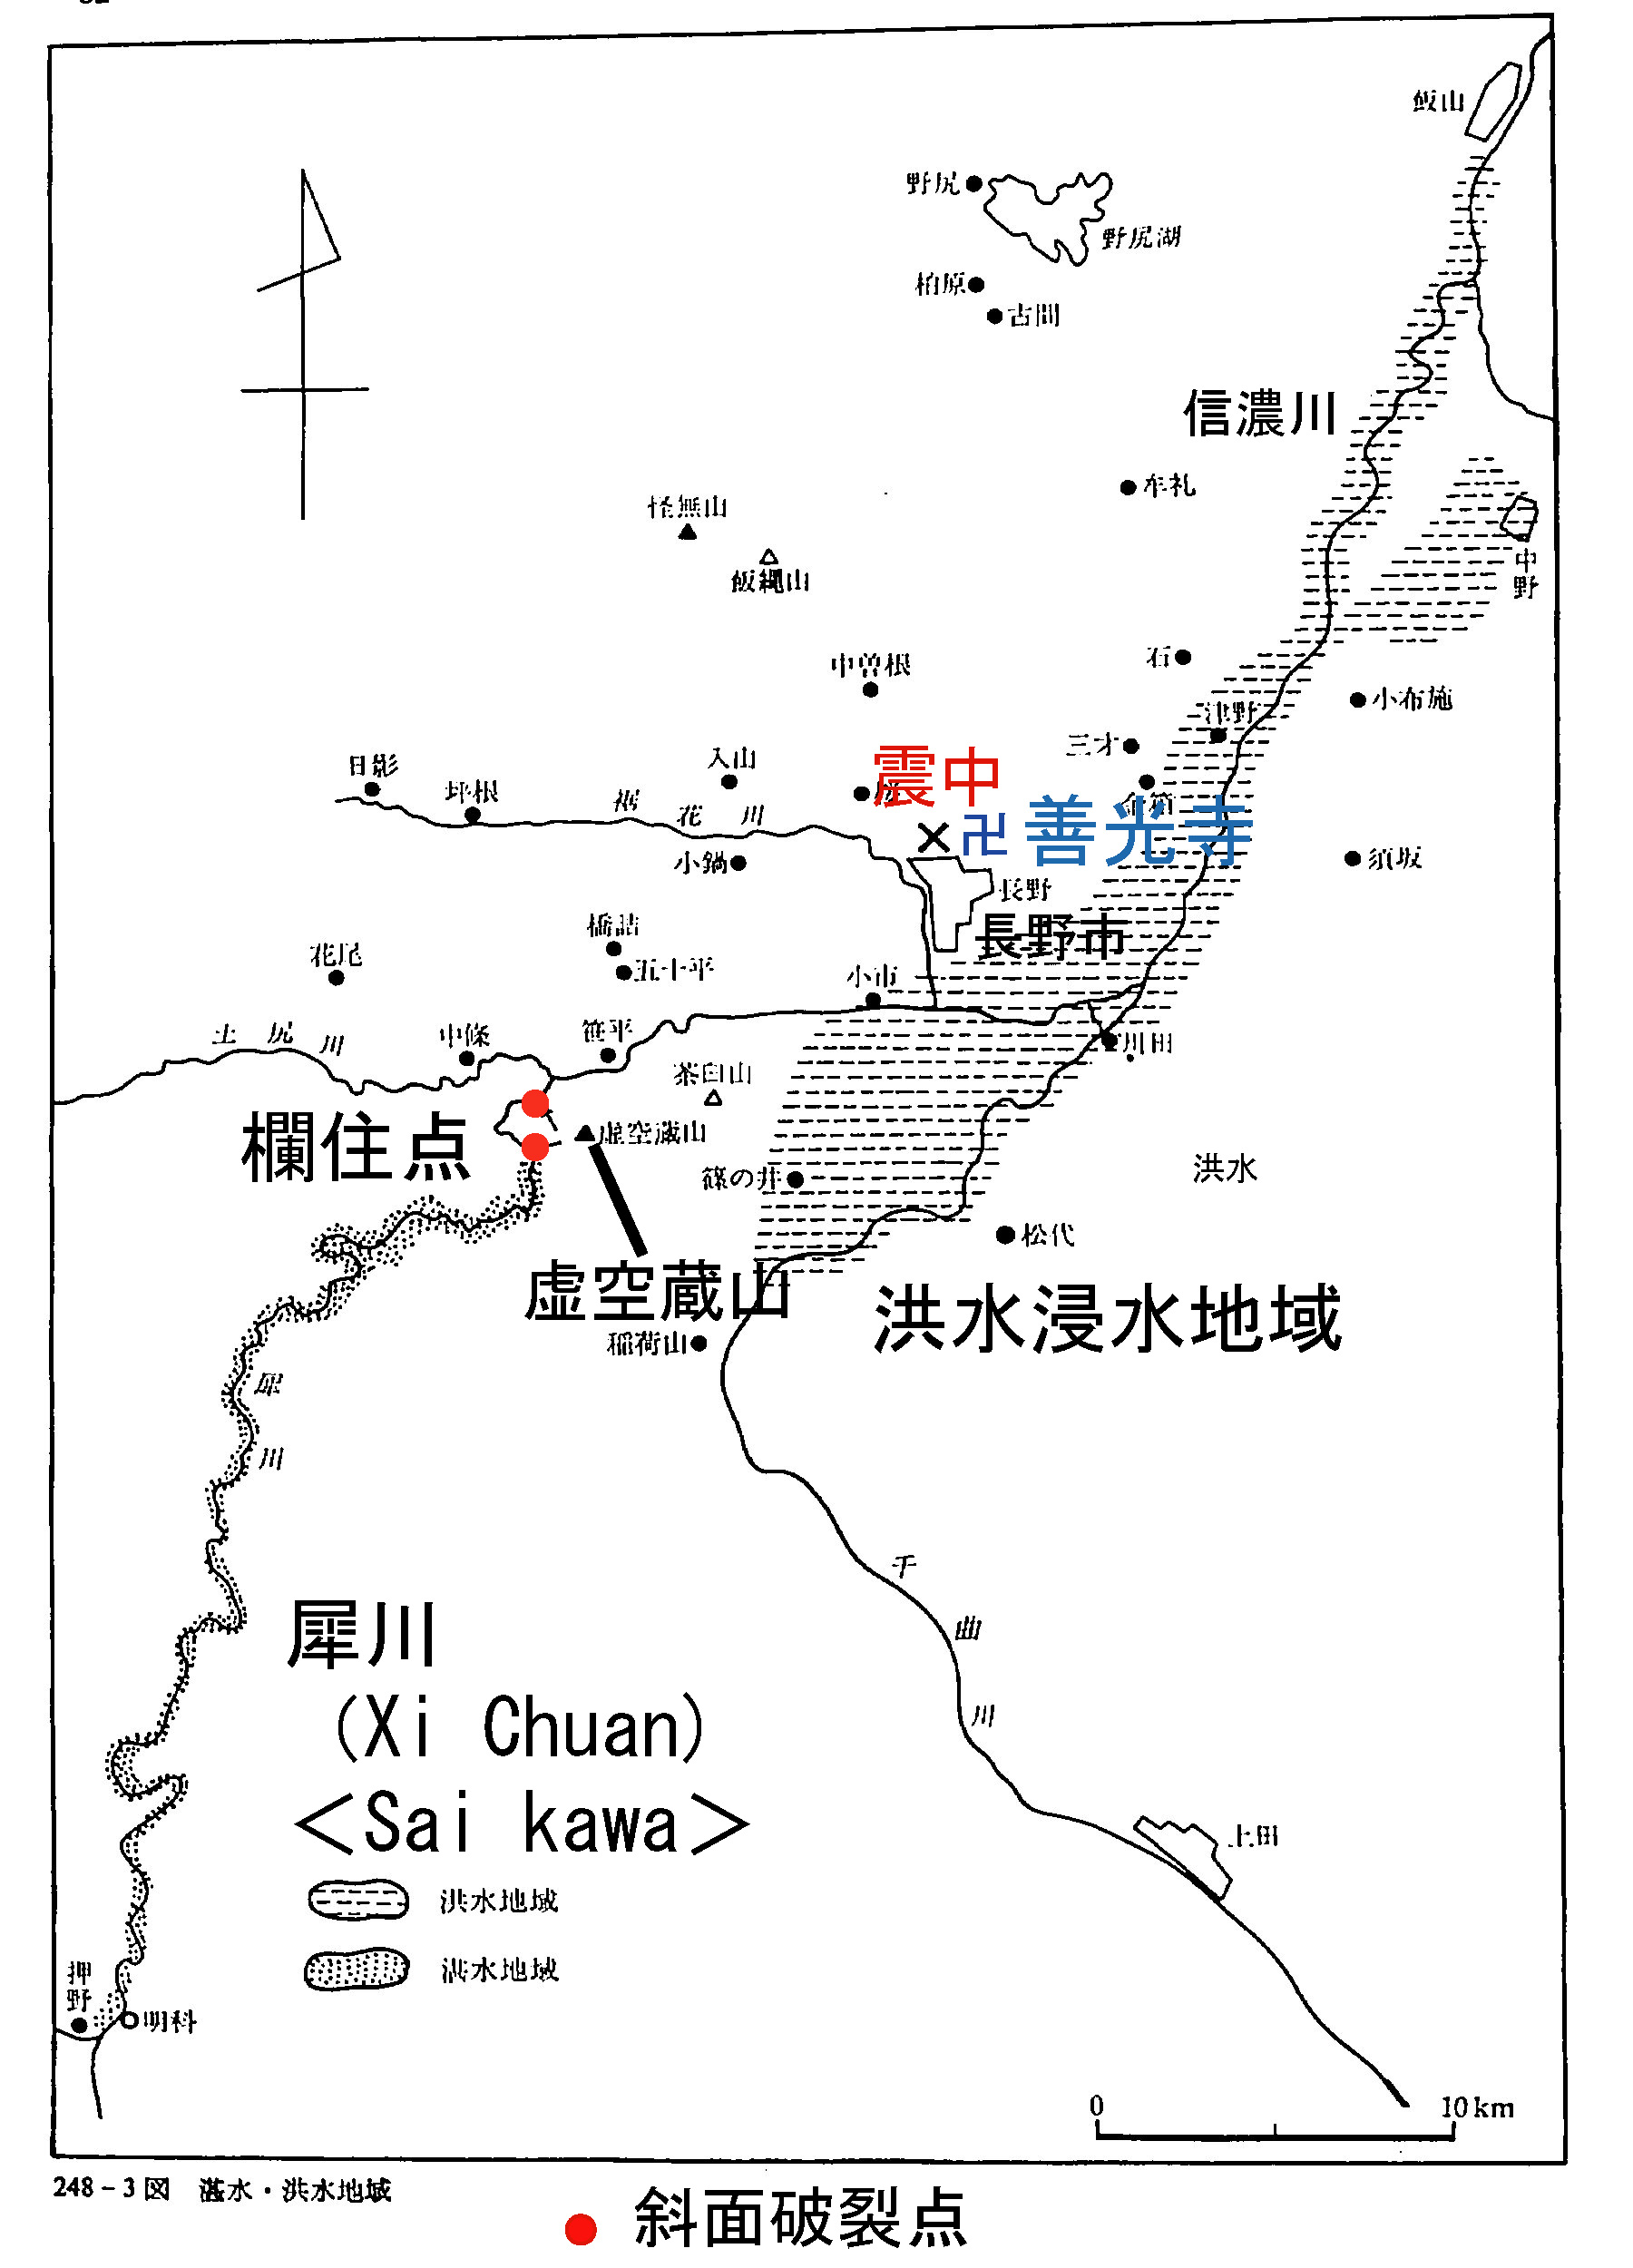 飯山
野尻
野尻湖
柏原
古間
信濃川
牟礼
怪無山
飯縄山
中野
中曽根
石
小布施
津野
三才
日影
入山
震中
坪根
裾花川
卍 善光寺
小鍋
須坂
長野
長野市
橋詰
花尾
五十平
小市
土尻川
中條
笹平
川田
茶臼山
欄住点
虚空蔵山
洪水
篠の井
松代
虚空蔵山
洪水浸水地域
稲荷山
犀川
千曲川
犀川
(Xi Chuan)
<Sai kawa>
上田
洪水地域
水地域
押野
明科
0 10km
248-3図 湛水・洪水地域
斜面破裂点